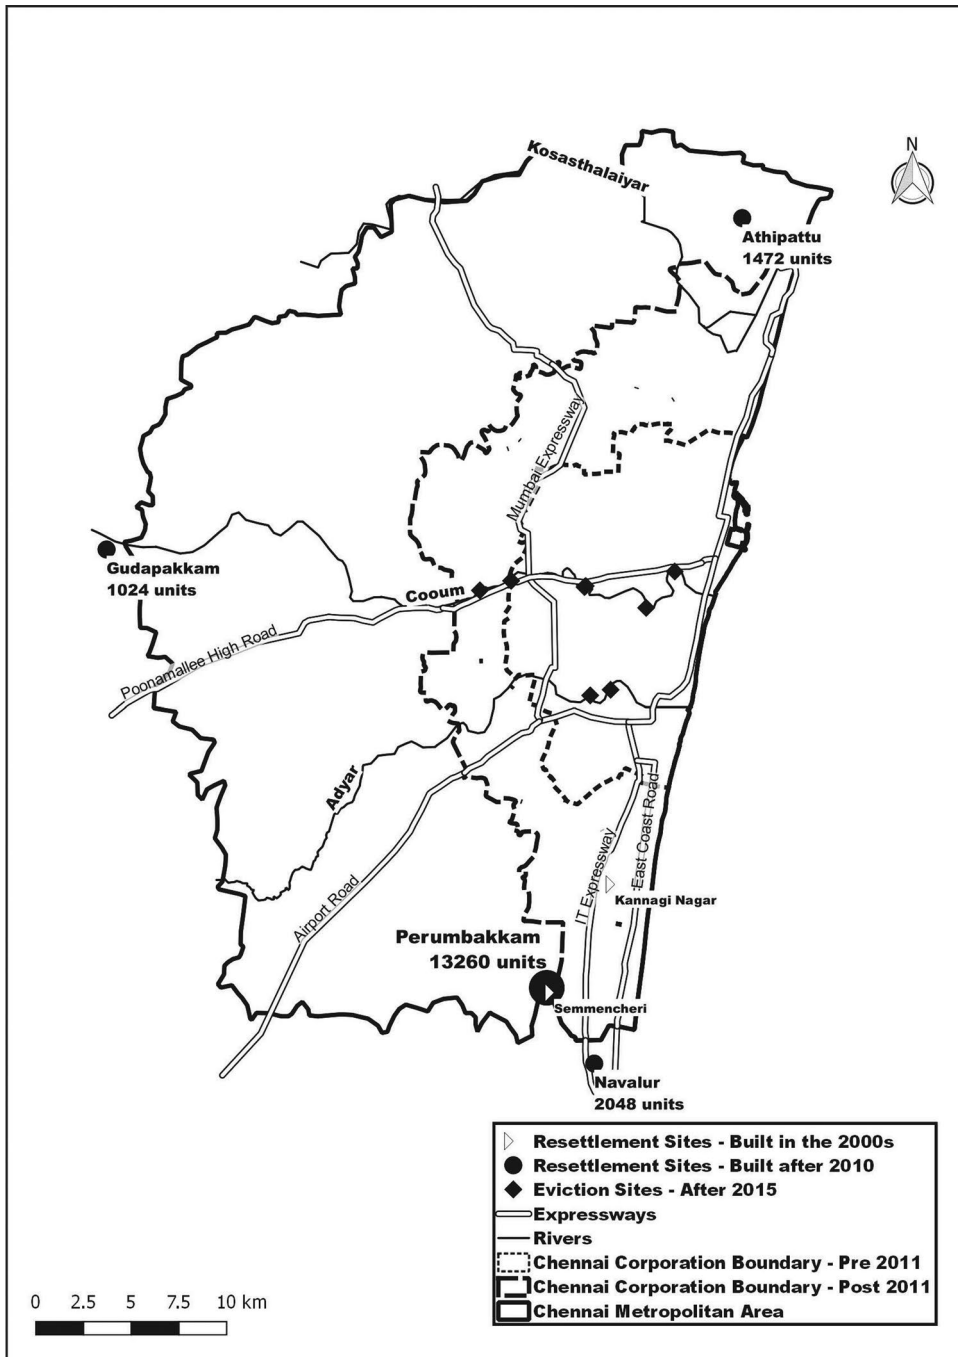 N
Kosasthalaiyar
Athipattu
1472 units
Mumbai Expressway
Gudapakkam
1024 units
Cooum
Poonamallee High Road
Adyar
East Coast Road
IT Expressway
Airport Road
Kannagi Nagar
Perumbakkam
13260 units
Semmencheri
Navalur
2048 units
Resettlement Sites - Built in the 2000s
Resettlement Sites - Built after 2010
Eviction Sites - After 2015
Expressways
Rivers
Chennai Corporation Boundary - Pre 2011
Chennai Corporation Boundary - Post 2011
Chennai Metropolitan Area
0 2.5 5 7.5 10 km